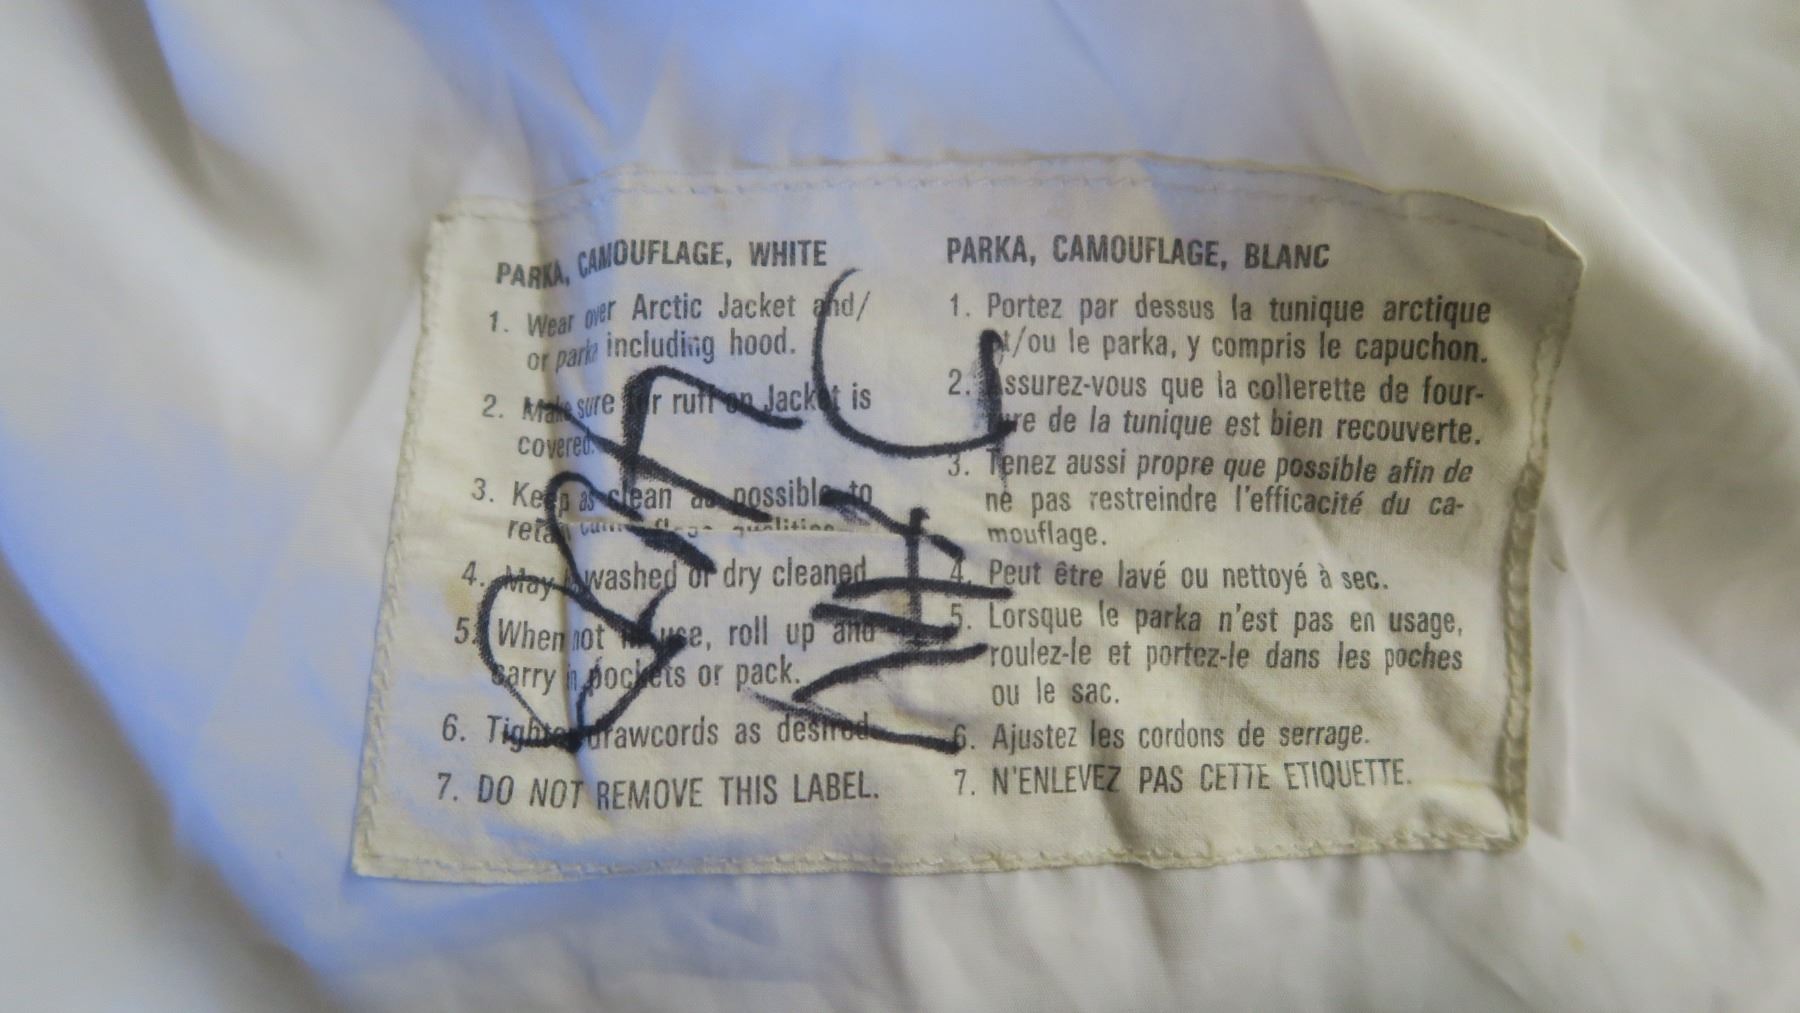 PARKA, CAMOUFLAGE, WHITE
1. Wear over Arctic Jacket and/
or parka including hood.
2. Make sure fur ruff on Jacket is
covered.
3. Keep as clean as possible to
retain camouflage qualities
4. May be washed or dry cleaned
5. When not in use, roll up and
carry in pockets or pack.
6. Tighten drawcords as desired
7. DO NOT REMOVE THIS LABEL.
PARKA, CAMOUFLAGE, BLANC
1. Portez par dessus la tunique arctique
et/ou le parka, y compris le capuchon.
2. Assurez-vous que la collerette de four-
rure de la tunique est bien recouverte.
3. Tenez aussi propre que possible afin de
ne pas restreindre l'efficacité du ca-
mouflage.
4. Peut être lavé ou nettoyé à sec.
5. Lorsque le parka n'est pas en usage,
roulez-le et portez-le dans les poches
ou le sac.
6. Ajustez les cordons de serrage.
7. N'ENLEVEZ PAS CETTE ETIQUETTE.